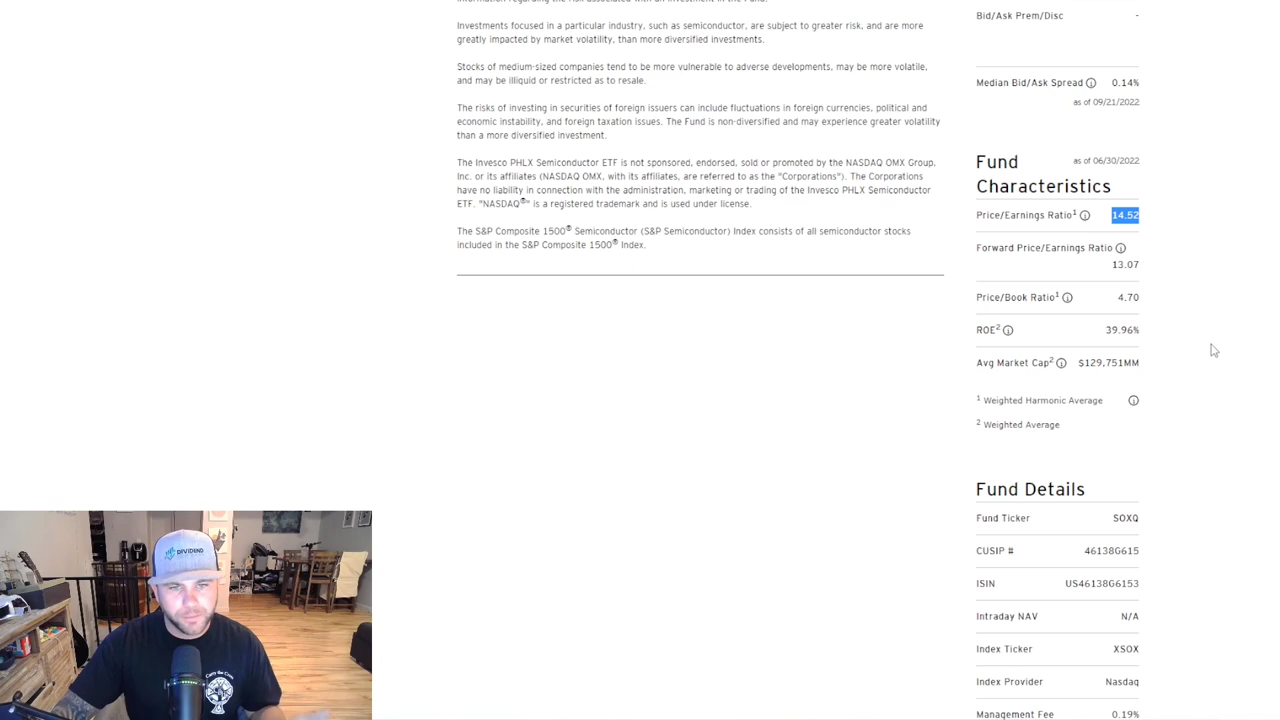 Information regarding the risk associated with an investment in the Fund.
Investments focused in a particular industry, such as semiconductor, are subject to greater risk, and are more
greatly impacted by market volatility, than more diversified investments.
Stocks of medium-sized companies tend to be more vulnerable to adverse developments, may be more volatile,
and may be illiquid or restricted as to resale.
The risks of investing in securities of foreign issuers can include fluctuations in foreign currencies, political and
economic instability, and foreign taxation issues. The Fund is non-diversified and may experience greater volatility
than a more diversified investment.
The Invesco PHLX Semiconductor ETF is not sponsored, endorsed, sold or promoted by the NASDAQ OMX Group,
Inc. or its affiliates (NASDAQ OMX, with its affiliates, are referred to as the "Corporations"). The Corporations
have no liability in connection with the administration, marketing or trading of the Invesco PHLX Semiconductor
ETF. "NASDAQ®" is a registered trademark and is used under license.
The S&P Composite 1500® Semiconductor (S&P Semiconductor) Index consists of all semiconductor stocks
included in the S&P Composite 1500® Index.
Bid/Ask Prem/Disc -
Median Bid/Ask Spread 0.14%
as of 09/21/2022
Fund as of 06/30/2022
Characteristics
Price/Earnings Ratio1 14.52
Forward Price/Earnings Ratio
13.07
Price/Book Ratio1 4.70
ROE2 39.96%
Avg Market Cap2 $129,751MM
1 Weighted Harmonic Average
2 Weighted Average
Fund Details
Fund Ticker SOXQ
CUSIP # 46138G615
ISIN US46138G6153
Intraday NAV N/A
Index Ticker XSOX
Index Provider Nasdaq
Management Fee 0.19%
DIVIDEND